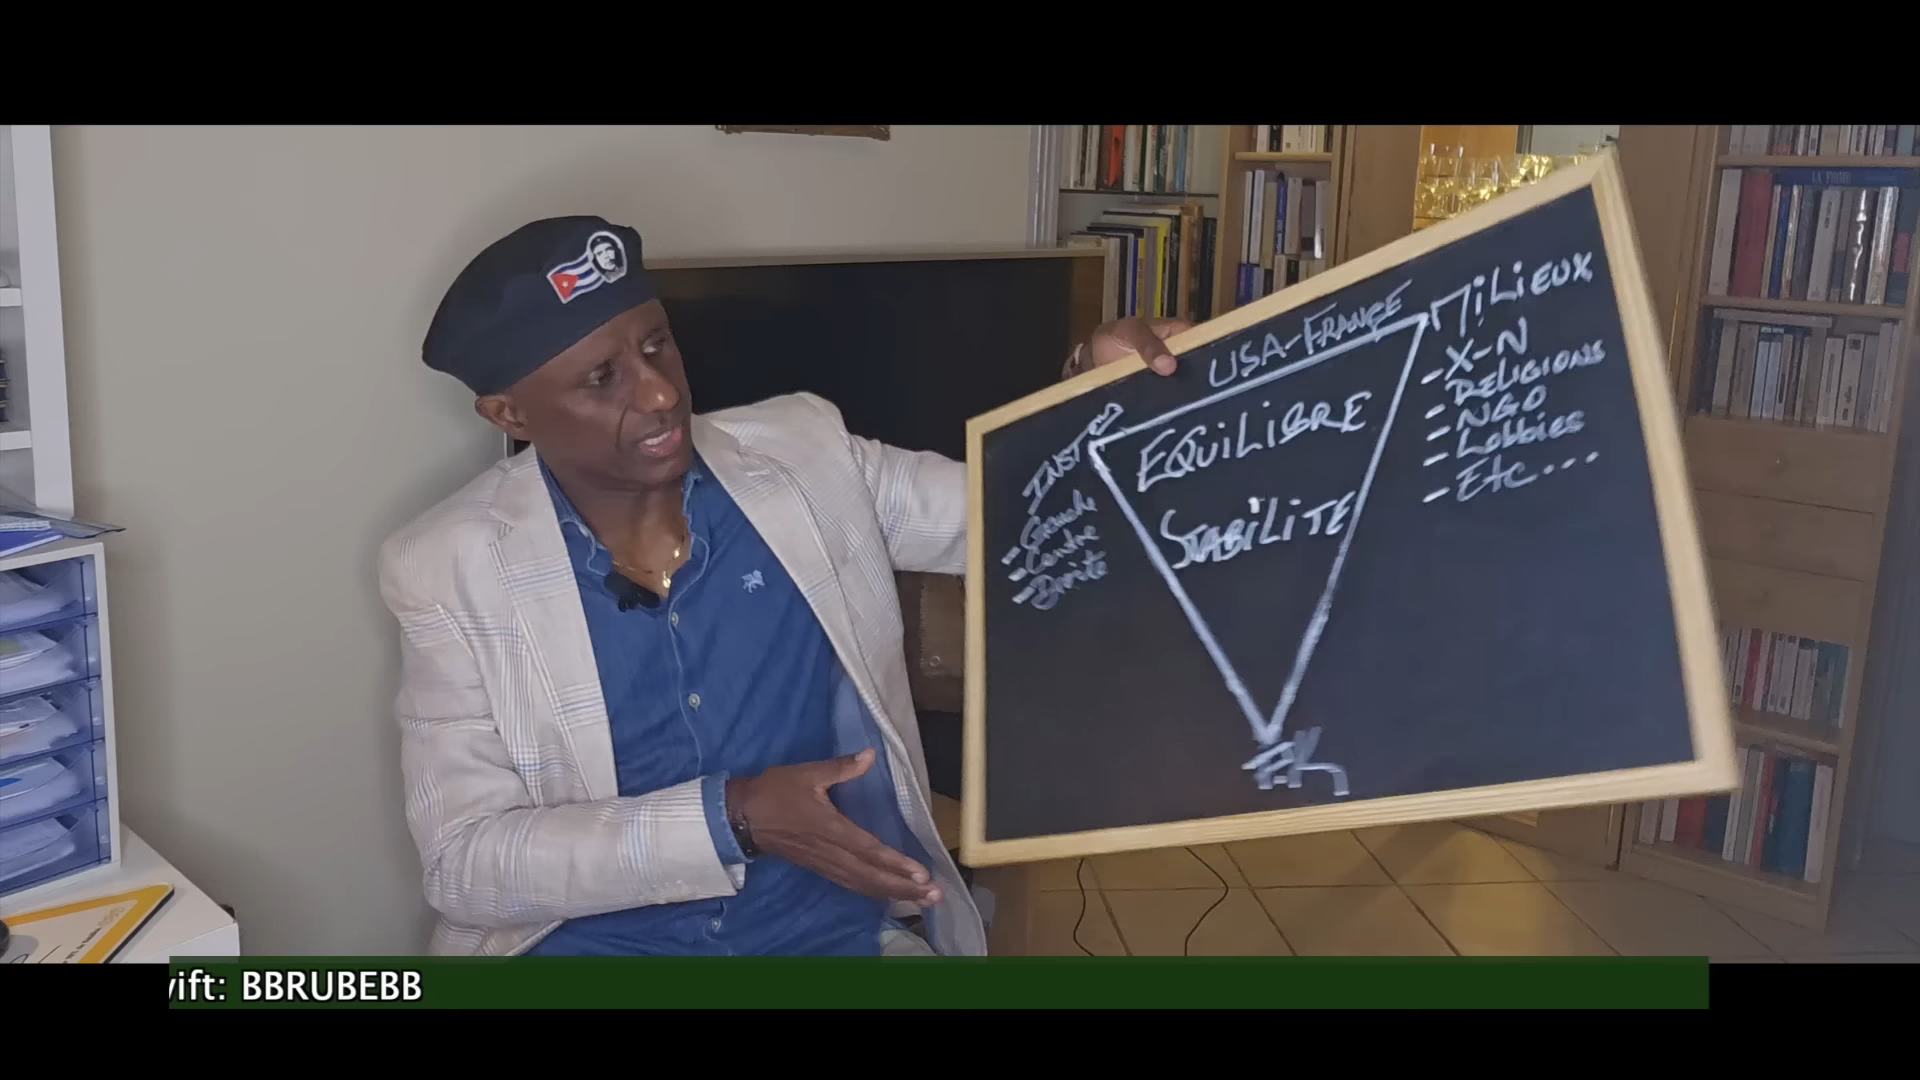 USA-FRANCE
MiLiEUX
- X-N
- RELIGIONS
- NGO
- Lobbies
- Etc...
INST
- Gauche
- Centre
- Droite
EQUiLiBRE
STABiLiTE
vift: BBRUBEBB